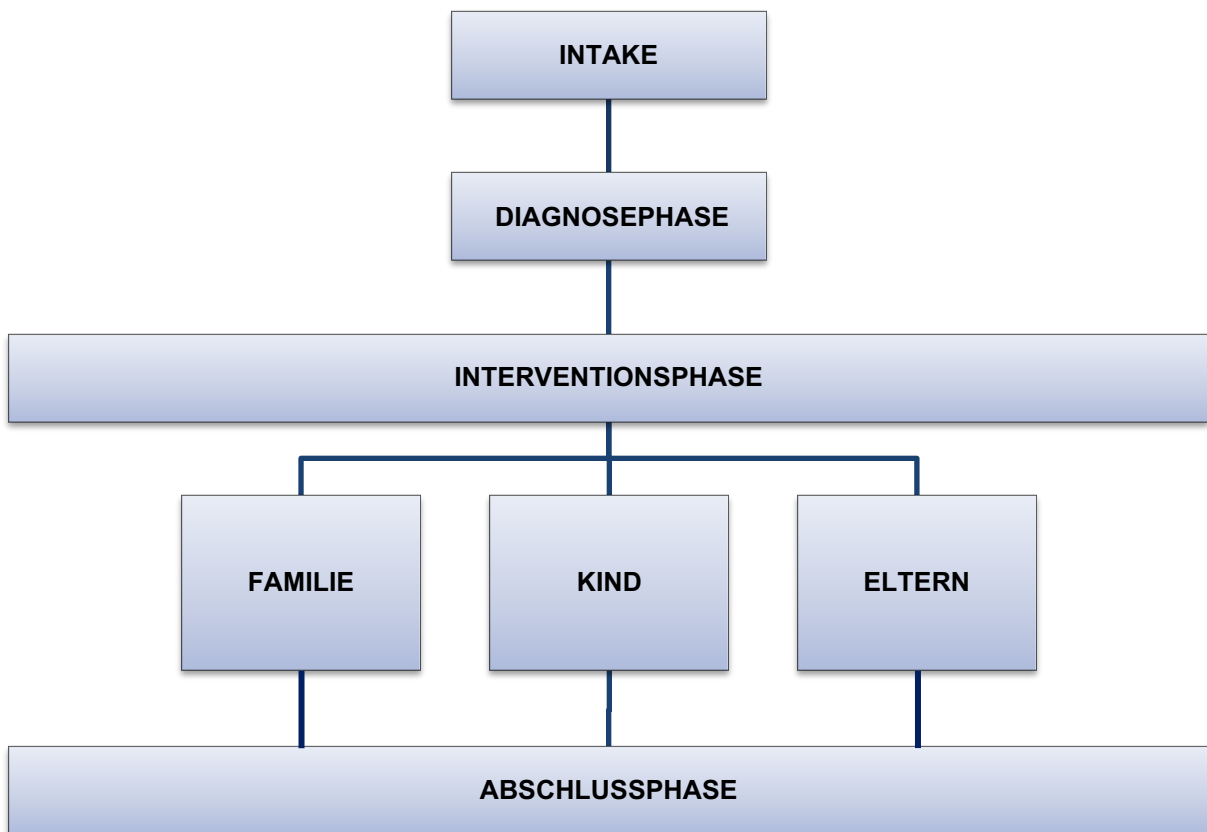 INTAKE
DIAGNOSEPHASE
INTERVENTIONSPHASE
FAMILIE
KIND
ELTERN
ABSCHLUSSPHASE